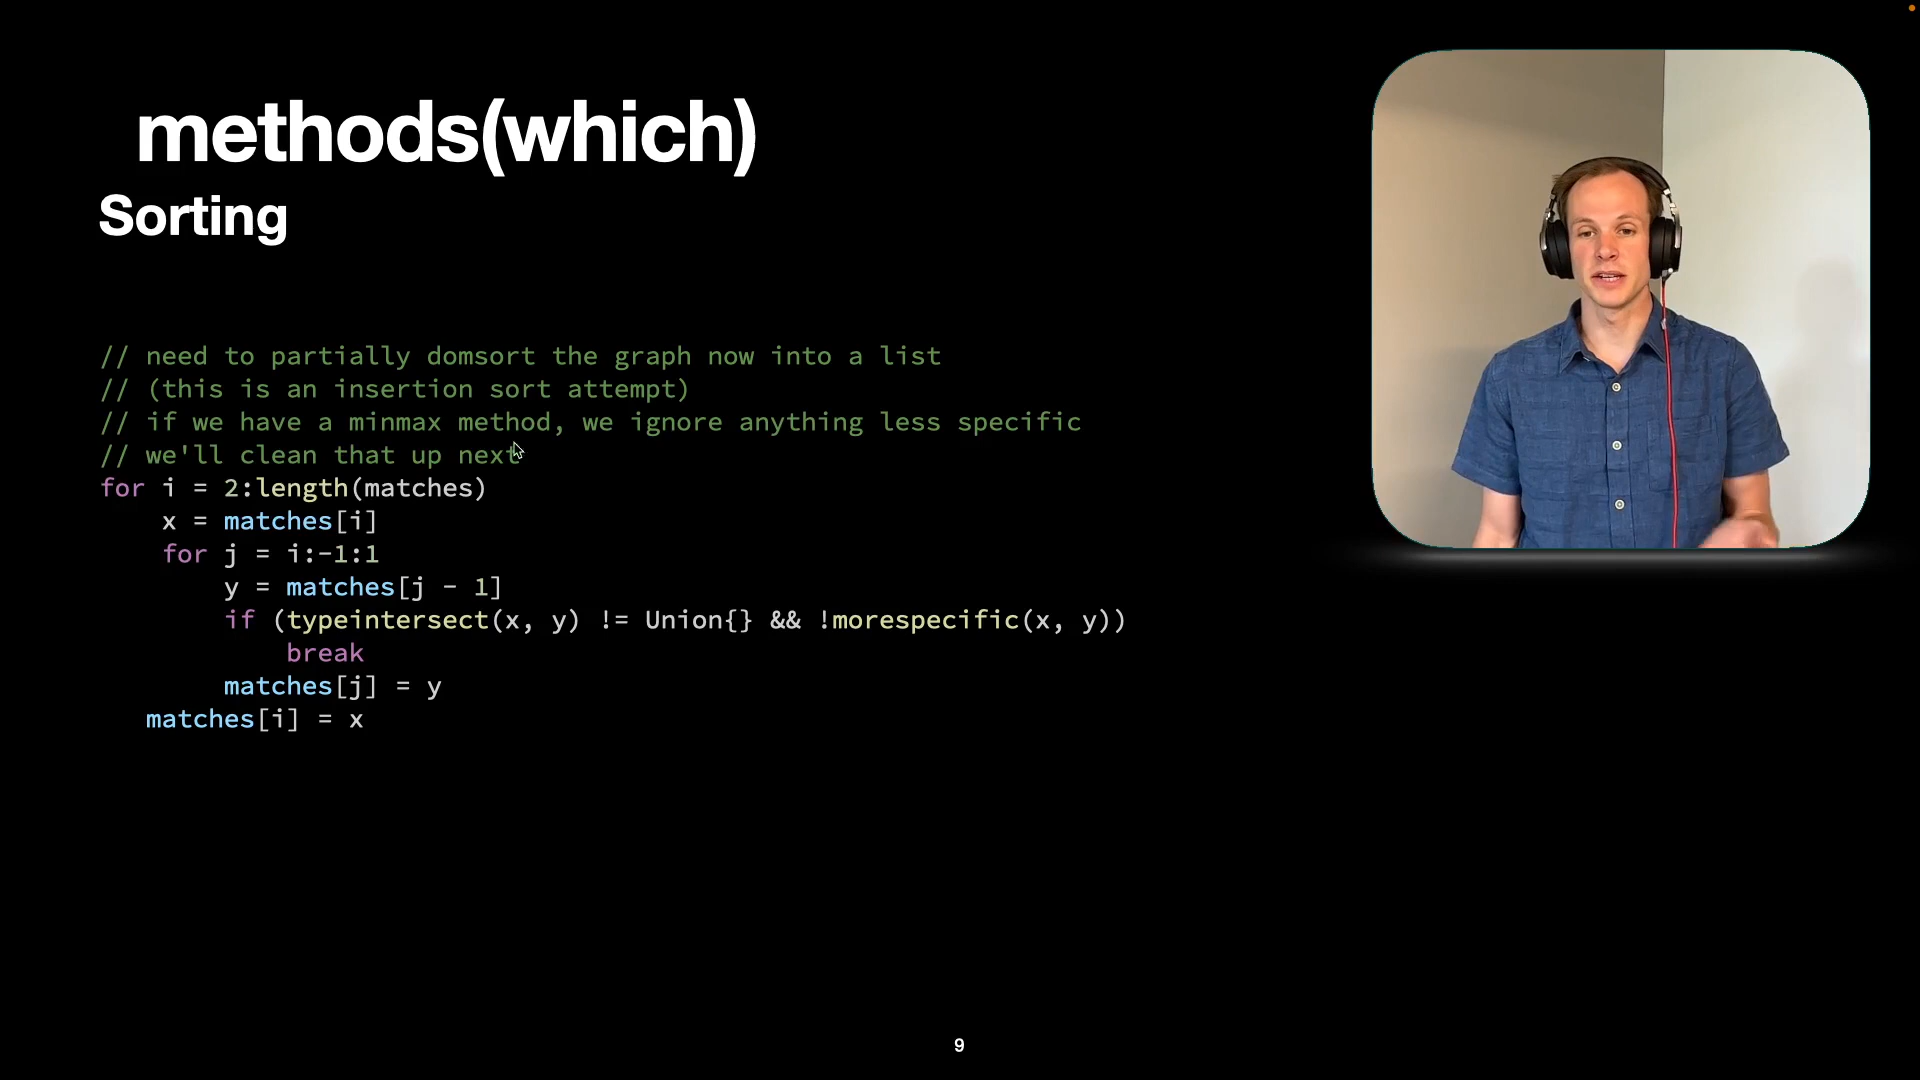 methods(which)
Sorting
// need to partially domsort the graph now into a list
// (this is an insertion sort attempt)
// if we have a minmax method, we ignore anything less specific
// we'll clean that up next
for i = 2:length(matches)
    x = matches[i]
    for j = i:-1:1
        y = matches[j - 1]
        if (typeintersect(x, y) != Union{} && !morespecific(x, y))
            break
        matches[j] = y
   matches[i] = x
9